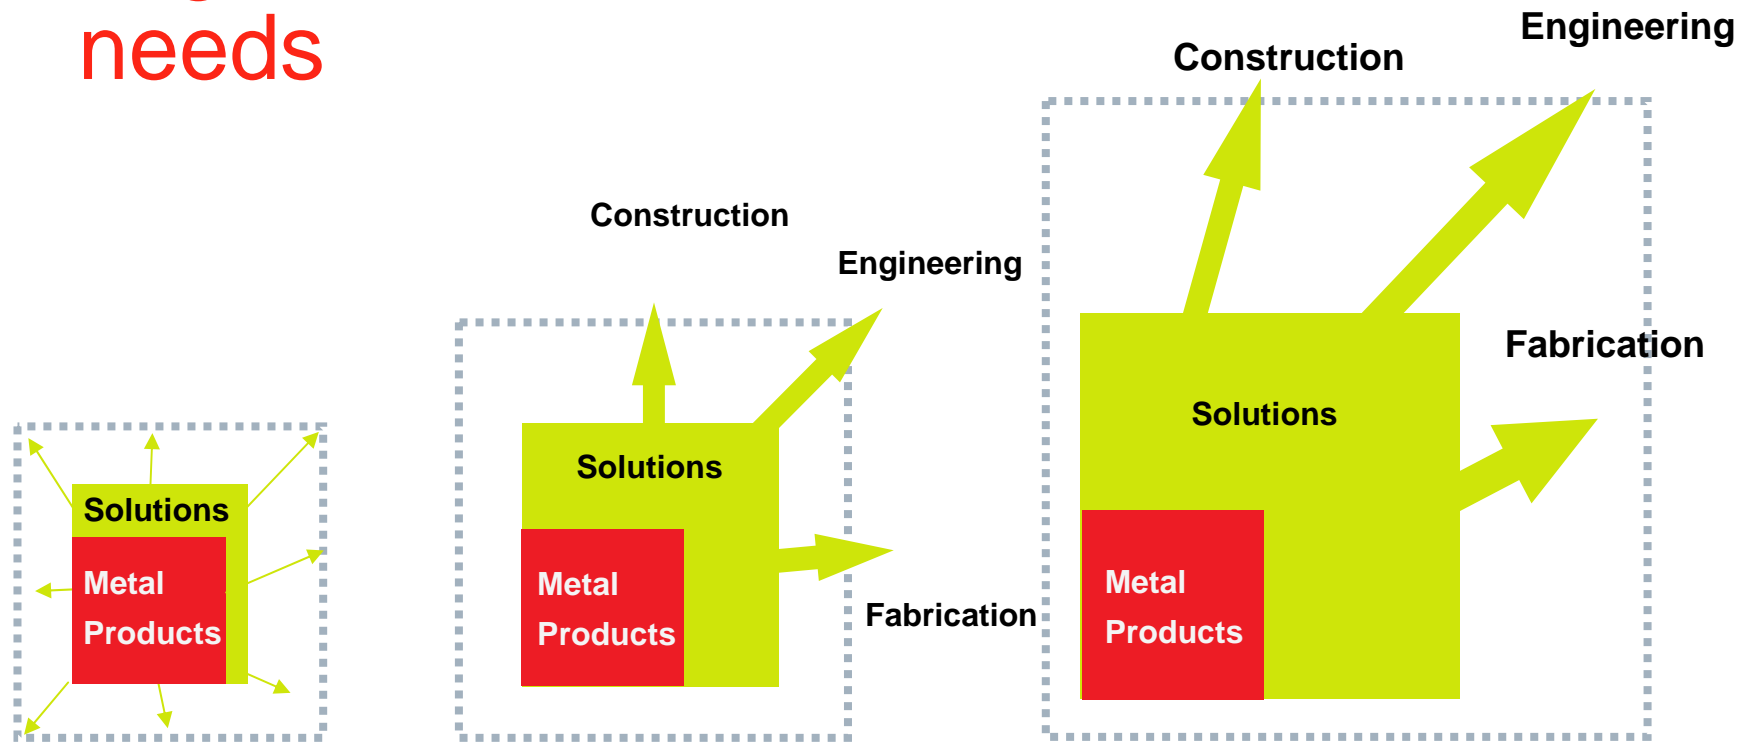 needs
Construction
Engineering
Construction
Engineering
Fabrication
Solutions
Solutions
Solutions
Metal
Products
Metal
Products
Fabrication
Metal
Products